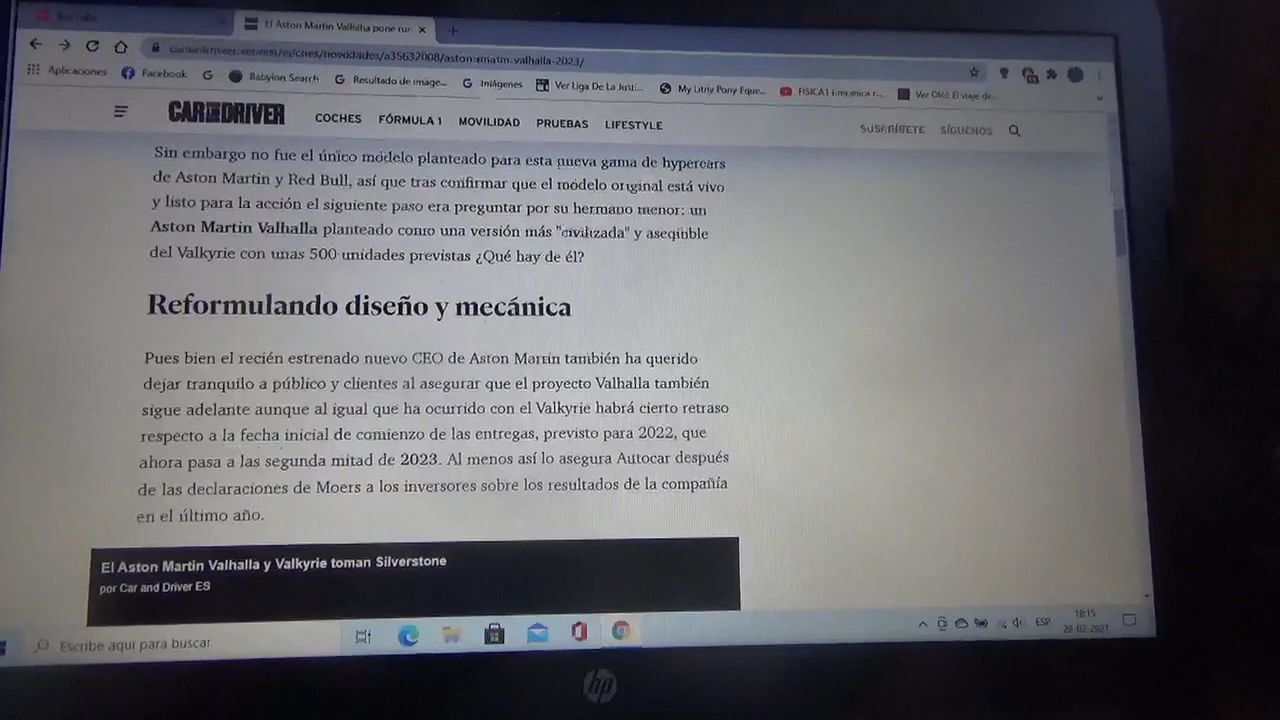 YouTube
El Aston Martin Valhalla pone rum
aston-martin-valhalla-2023/
Aplicaciones
Facebook
Babylon Search
Resultado de image...
Imágenes
Ver Liga De La Justi...
My Little Pony Eque...
Ver Olé: El viaje de...
CAR AND DRIVER
COCHES
FÓRMULA 1
MOVILIDAD
PRUEBAS
LIFESTYLE
SUSCRÍBETE
SÍGUENOS
Sin embargo no fue el único modelo planteado para esta nueva gama de hypercars
de Aston Martin y Red Bull, así que tras confirmar que el modelo original está vivo
y listo para la acción el siguiente paso era preguntar por su hermano menor: un
Aston Martin Valhalla planteado como una versión más "civilizada" y asequible
del Valkyrie con unas 500 unidades previstas ¿Qué hay de él?
Reformulando diseño y mecánica
Pues bien el recién estrenado nuevo CEO de Aston Martin también ha querido
dejar tranquilo a público y clientes al asegurar que el proyecto Valhalla también
sigue adelante aunque al igual que ha ocurrido con el Valkyrie habrá cierto retraso
respecto a la fecha inicial de comienzo de las entregas, previsto para 2022, que
ahora pasa a las segunda mitad de 2023. Al menos así lo asegura Autocar después
de las declaraciones de Moers a los inversores sobre los resultados de la compañía
en el último año.
El Aston Martin Valhalla y Valkyrie toman Silverstone
por Car and Driver ES
Escribe aquí para buscar
ESP
18:15
28-02-2021
hp